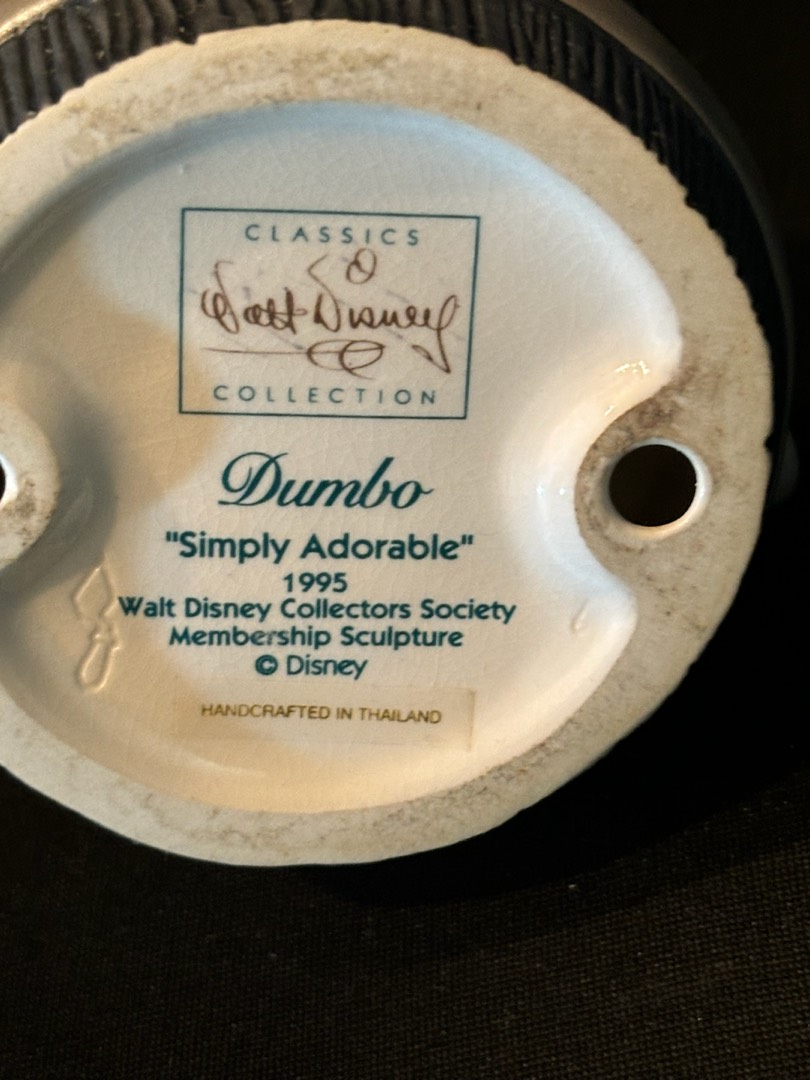 CLASSICS
Walt Disney
COLLECTION
Dumbo
"Simply Adorable"
1995
Walt Disney Collectors Society
Membership Sculpture
© Disney
HANDCRAFTED IN THAILAND